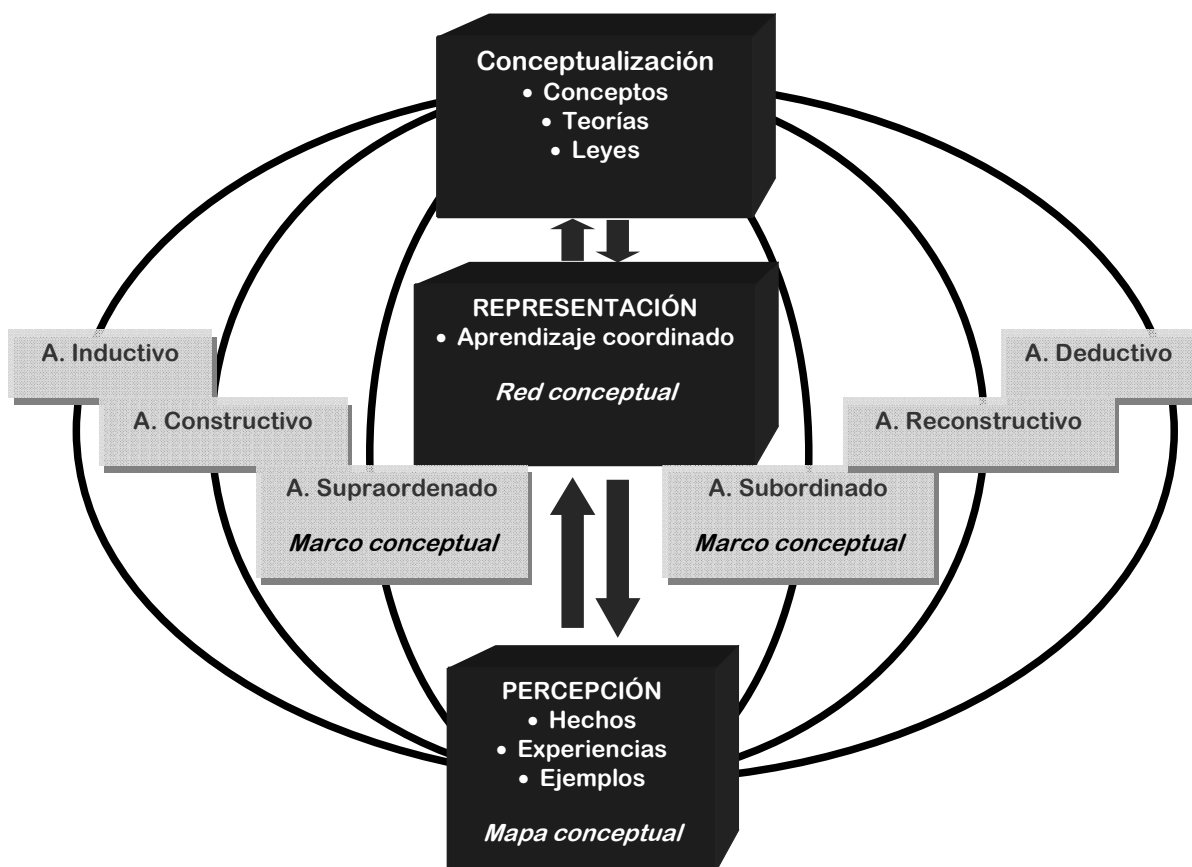 Conceptualización
• Conceptos
• Teorías
• Leyes
REPRESENTACIÓN
• Aprendizaje coordinado
Red conceptual
A. Inductivo
A. Constructivo
A. Supraordenado
Marco conceptual
A. Deductivo
A. Reconstructivo
A. Subordinado
Marco conceptual
PERCEPCIÓN
• Hechos
• Experiencias
• Ejemplos
Mapa conceptual